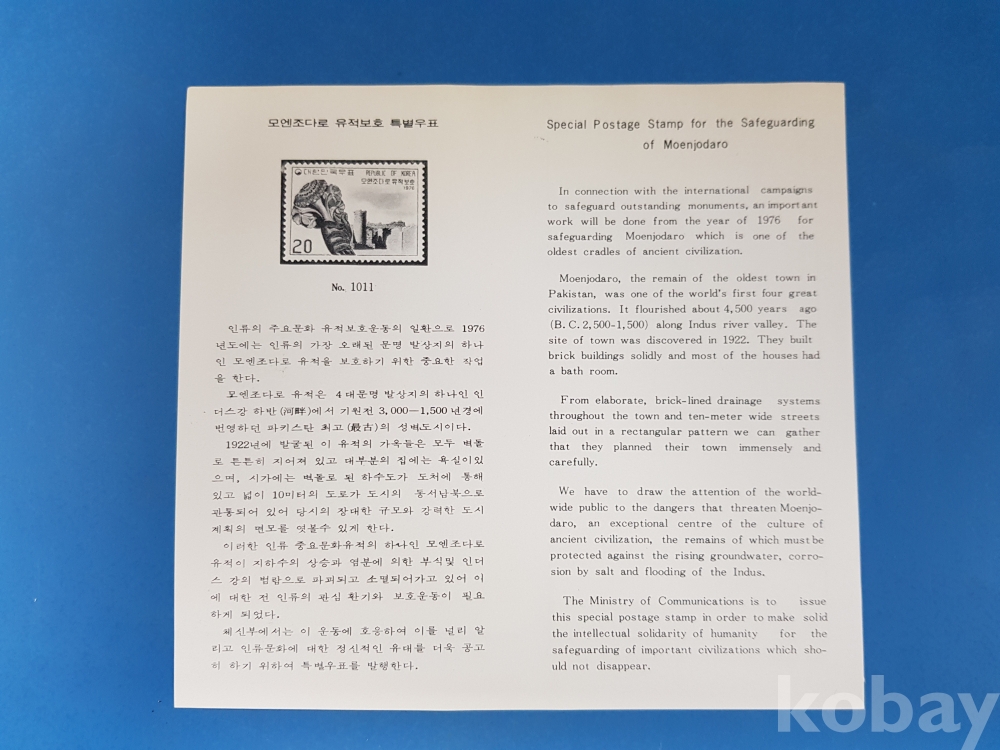 모엔조다로 유적보호 특별우표
대한민국우표 REPUBLIC OF KOREA
모엔조다로유적보호
1976
20
No. 1011
인류의 주요문화 유적보호운동의 일환으로 1976
년도에는 인류의 가장 오래된 문명 발상지의 하나
인 모엔조다로 유적을 보호하기 위한 중요한 작업
을 한다.
모엔조다로 유적은 4대문명 발상지의 하나인 인
더스강 하반(河畔)에서 기원전 3,000—1,500년경에
번영하던 파키스탄 최고(最古)의 성벽도시이다.
1922년에 발굴된 이 유적의 가옥들은 모두 벽돌
로 튼튼히 지어져 있고 대부분의 집에는 욕실이있
으며, 시가에는 벽돌로 된 하수도가 도처에 통해
있고 넓이 10미터의 도로가 도시의 동서남북으로
관통되어 있어 당시의 장대한 규모와 강력한 도시
계획의 면모를 엿볼수 있게 한다.
이러한 인류 중요문화유적의 하나인 모엔조다로
유적이 지하수의 상승과 염분에 의한 부식및 인더
스 강의 범람으로 파괴되고 소멸되어가고 있어 이
에 대한 전 인류의 관심 환기와 보호운동이 필요
하게 되었다.
체신부에서는 이 운동에 호응하여 이를 널리 알
리고 인류문화에 대한 정신적인 유대를 더욱 공고
히 하기 위하여 특별우표를 발행한다.
Special Postage Stamp for the Safeguarding
of Moenjodaro
In connection with the international campaigns
to safeguard outstanding monuments, an important
work will be done from the year of 1976 for
safeguarding Moenjodaro which is one of the
oldest cradles of ancient civilization.
Moenjodaro, the remain of the oldest town in
Pakistan, was one of the world's first four great
civilizations. It flourished about 4,500 years ago
(B.C. 2,500-1,500) along Indus river valley. The
site of town was discovered in 1922. They built
brick buildings solidly and most of the houses had
a bath room.
From elaborate, brick-lined drainage systems
throughout the town and ten-meter wide streets
laid out in a rectangular pattern we can gather
that they planned their town immensely and
carefully.
We have to draw the attention of the world-
wide public to the dangers that threaten Moenjo-
daro, an exceptional centre of the culture of
ancient civilization, the remains of which must be
protected against the rising groundwater, corro-
sion by salt and flooding of the Indus.
The Ministry of Communications is to issue
this special postage stamp in order to make solid
the intellectual solidarity of humanity for the
safeguarding of important civilizations which sho-
uld not disappear.
kobay